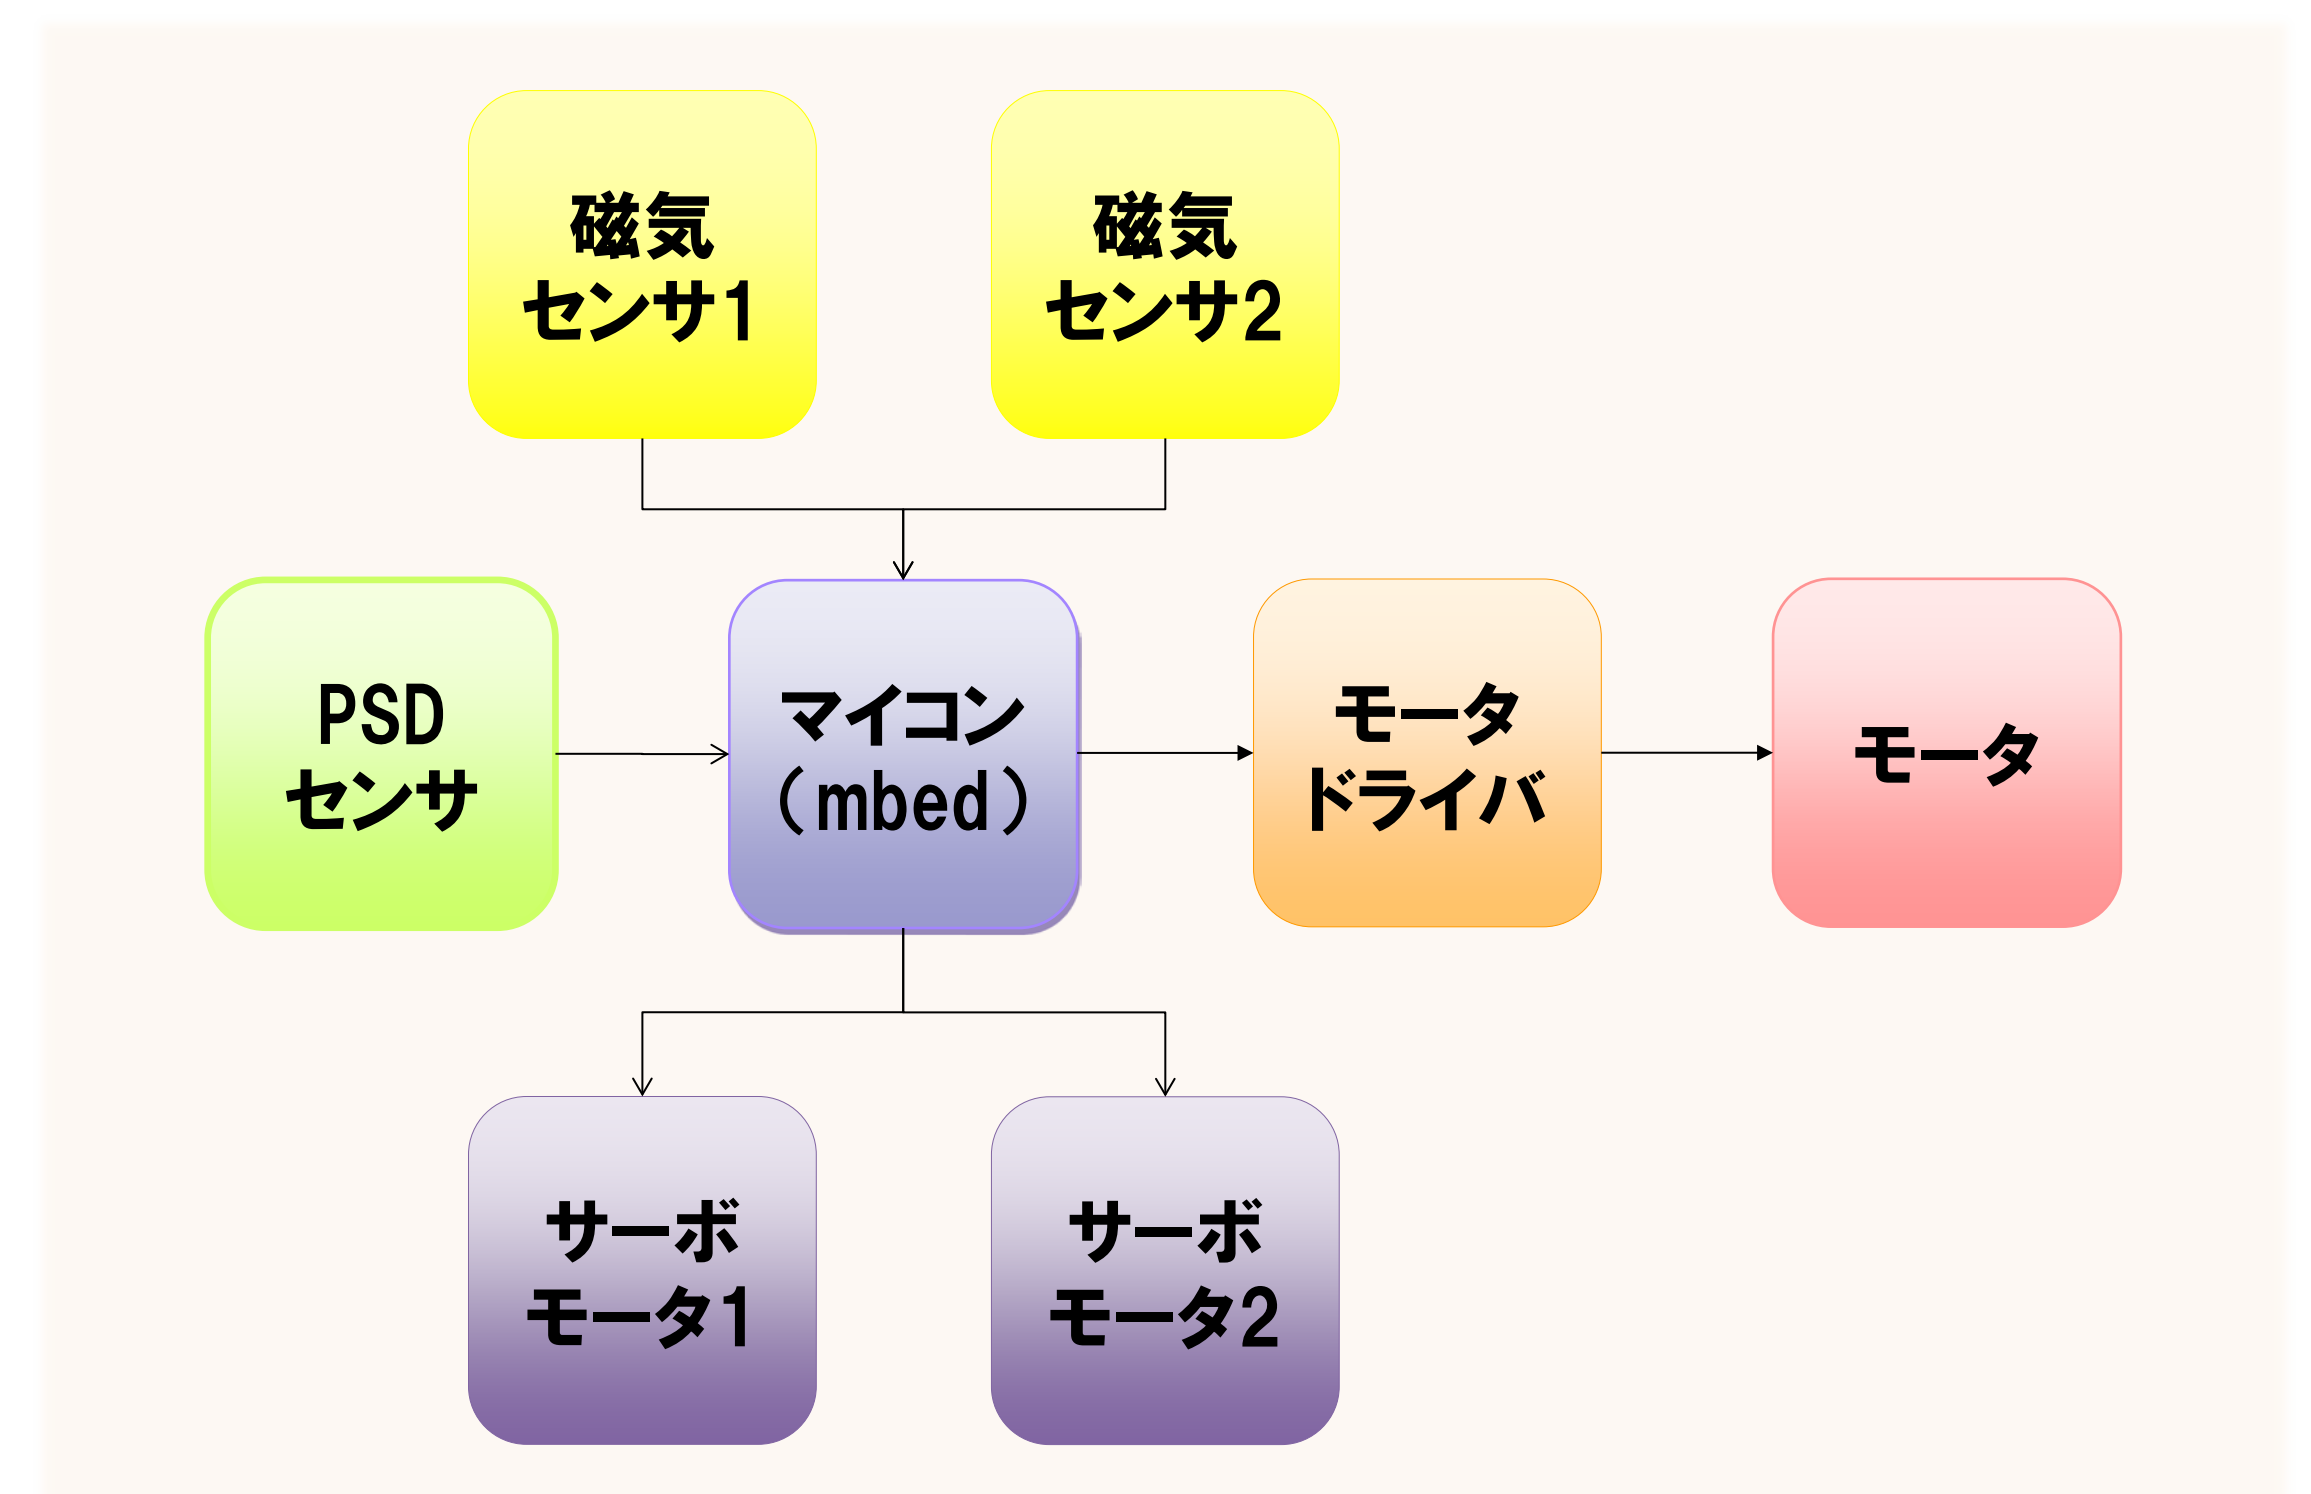 磁気
センサ1
磁気
センサ2
PSD
センサ
マイコン
(mbed)
モータ
ドライバ
モータ
サーボ
モータ1
サーボ
モータ2